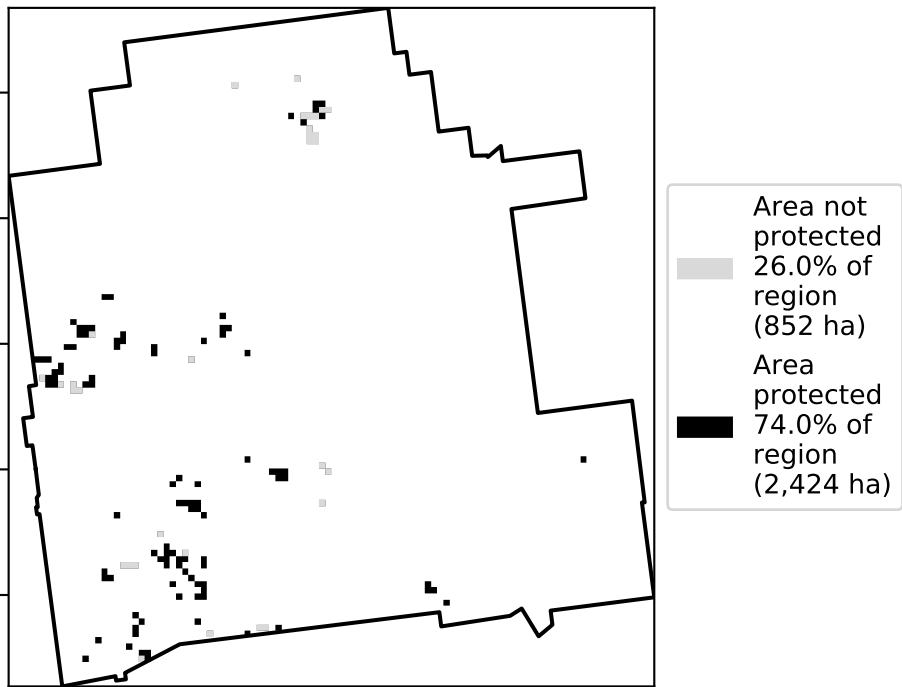 Area not
protected
26.0% of
region
(852 ha)
Area
protected
74.0% of
region
(2,424 ha)